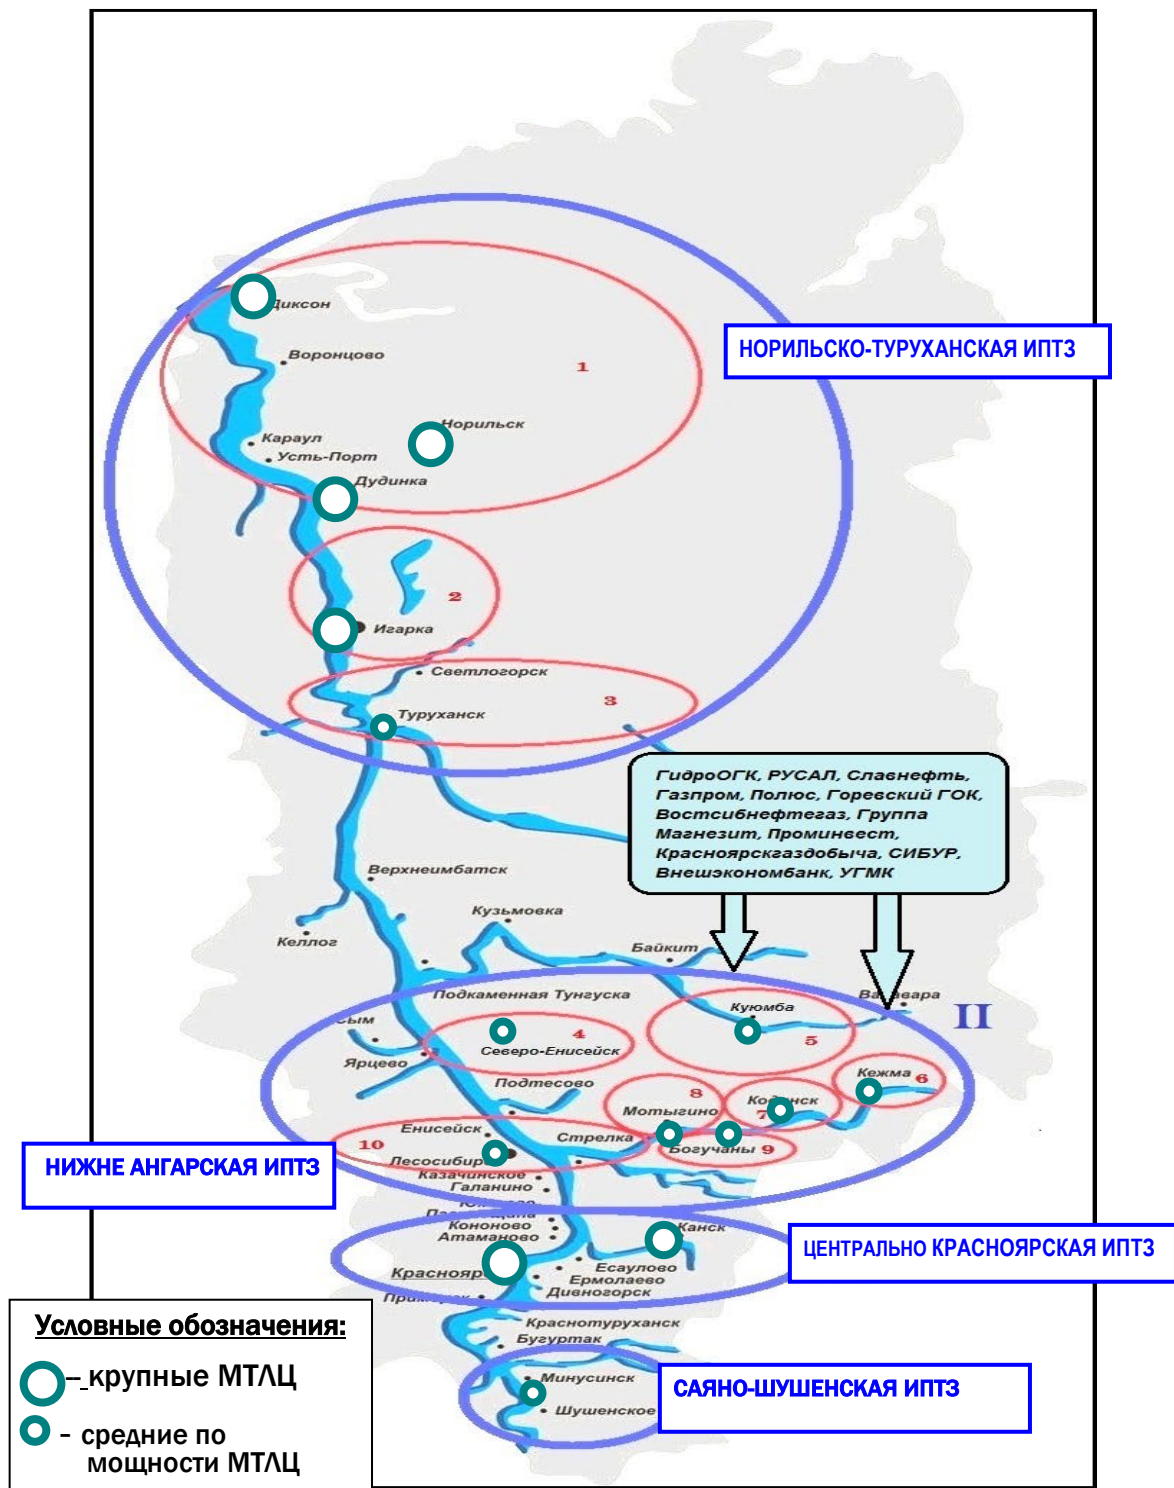 Диксон
Воронцово
1
НОРИЛЬСКО-ТУРУХАНСКАЯ ИПТЗ
Норильск
Караул
Усть-Порт
Дудинка
2
Игарка
Светлогорск
3
Туруханск
ГидроОГК, РУСАЛ, Славнефть,
Газпром, Полюс, Горевский ГОК,
Востсибнефтегаз, Группа
Магнезит, Проминвест,
Красноярскгаздобыча, СИБУР,
Внешэкономбанк, УГМК
Верхнеимбатск
Кузьмовка
Келлог
Байкит
Подкаменная Тунгуска
Куюмба
II
Сым
4
5
Северо-Енисейск
Ярцево
Кежма
6
Подтесово
8
Мотыгино
7
Енисейск
10
Стрелка
Богучаны 9
НИЖНЕ АНГАРСКАЯ ИПТЗ
Казачинское
Галанино
Кононово
Атаманово
Канск
ЦЕНТРАЛЬНО КРАСНОЯРСКАЯ ИПТЗ
Есаулово
Ермолаево
Дивногорск
Краснотуруханск
Бугуртак
Минусинск
Шушенское
САЯНО-ШУШЕНСКАЯ ИПТЗ
Условные обозначения:
– крупные МТЛЦ
- средние по
мощности МТЛЦ